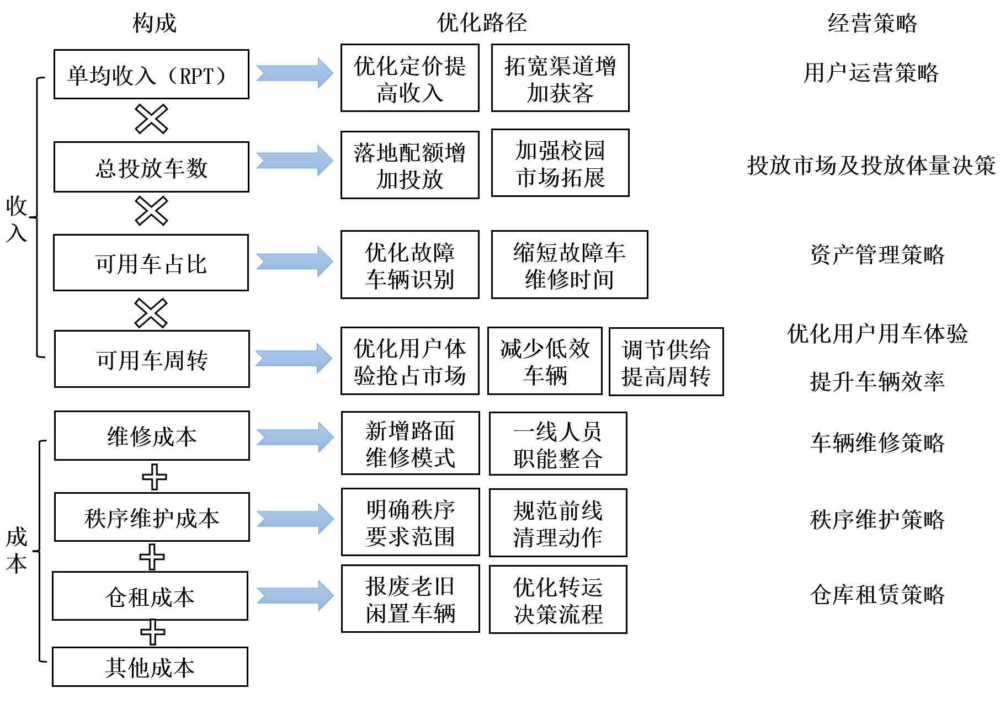 构成
优化路径
经营策略
收
入
单均收入（RPT）
优化定价提
高收入
拓宽渠道增
加获客
用户运营策略
总投放车数
落地配额增
加投放
加强校园
市场拓展
投放市场及投放体量决策
可用车占比
优化故障
车辆识别
缩短故障车
维修时间
资产管理策略
可用车周转
优化用户体
验抢占市场
减少低效
车辆
调节供给
提高周转
优化用户用车体验
提升车辆效率
成
本
维修成本
新增路面
维修模式
一线人员
职能整合
车辆维修策略
秩序维护成本
明确秩序
要求范围
规范前线
清理动作
秩序维护策略
仓租成本
报废老旧
闲置车辆
优化转运
决策流程
仓库租赁策略
其他成本